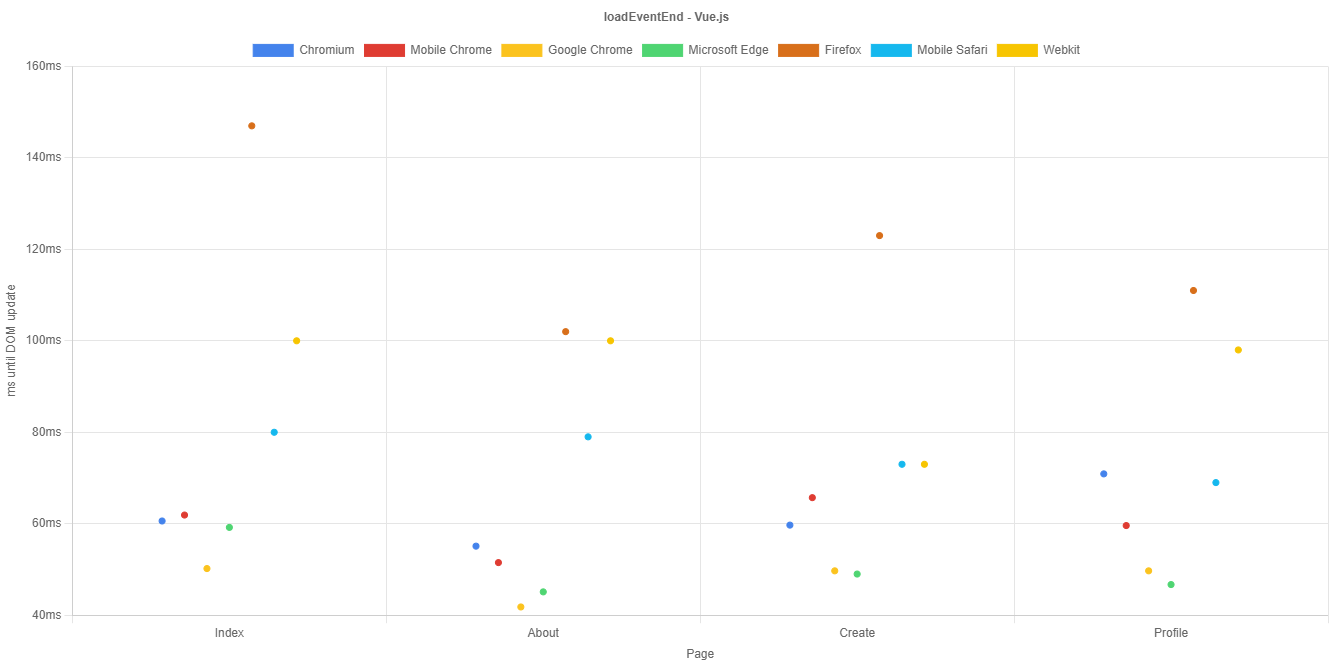 loadEventEnd - Vue.js
Chromium Mobile Chrome Google Chrome Microsoft Edge Firefox Mobile Safari Webkit
160ms
140ms
120ms
100ms
80ms
60ms
40ms
ms until DOM update
Index About Create Profile
Page